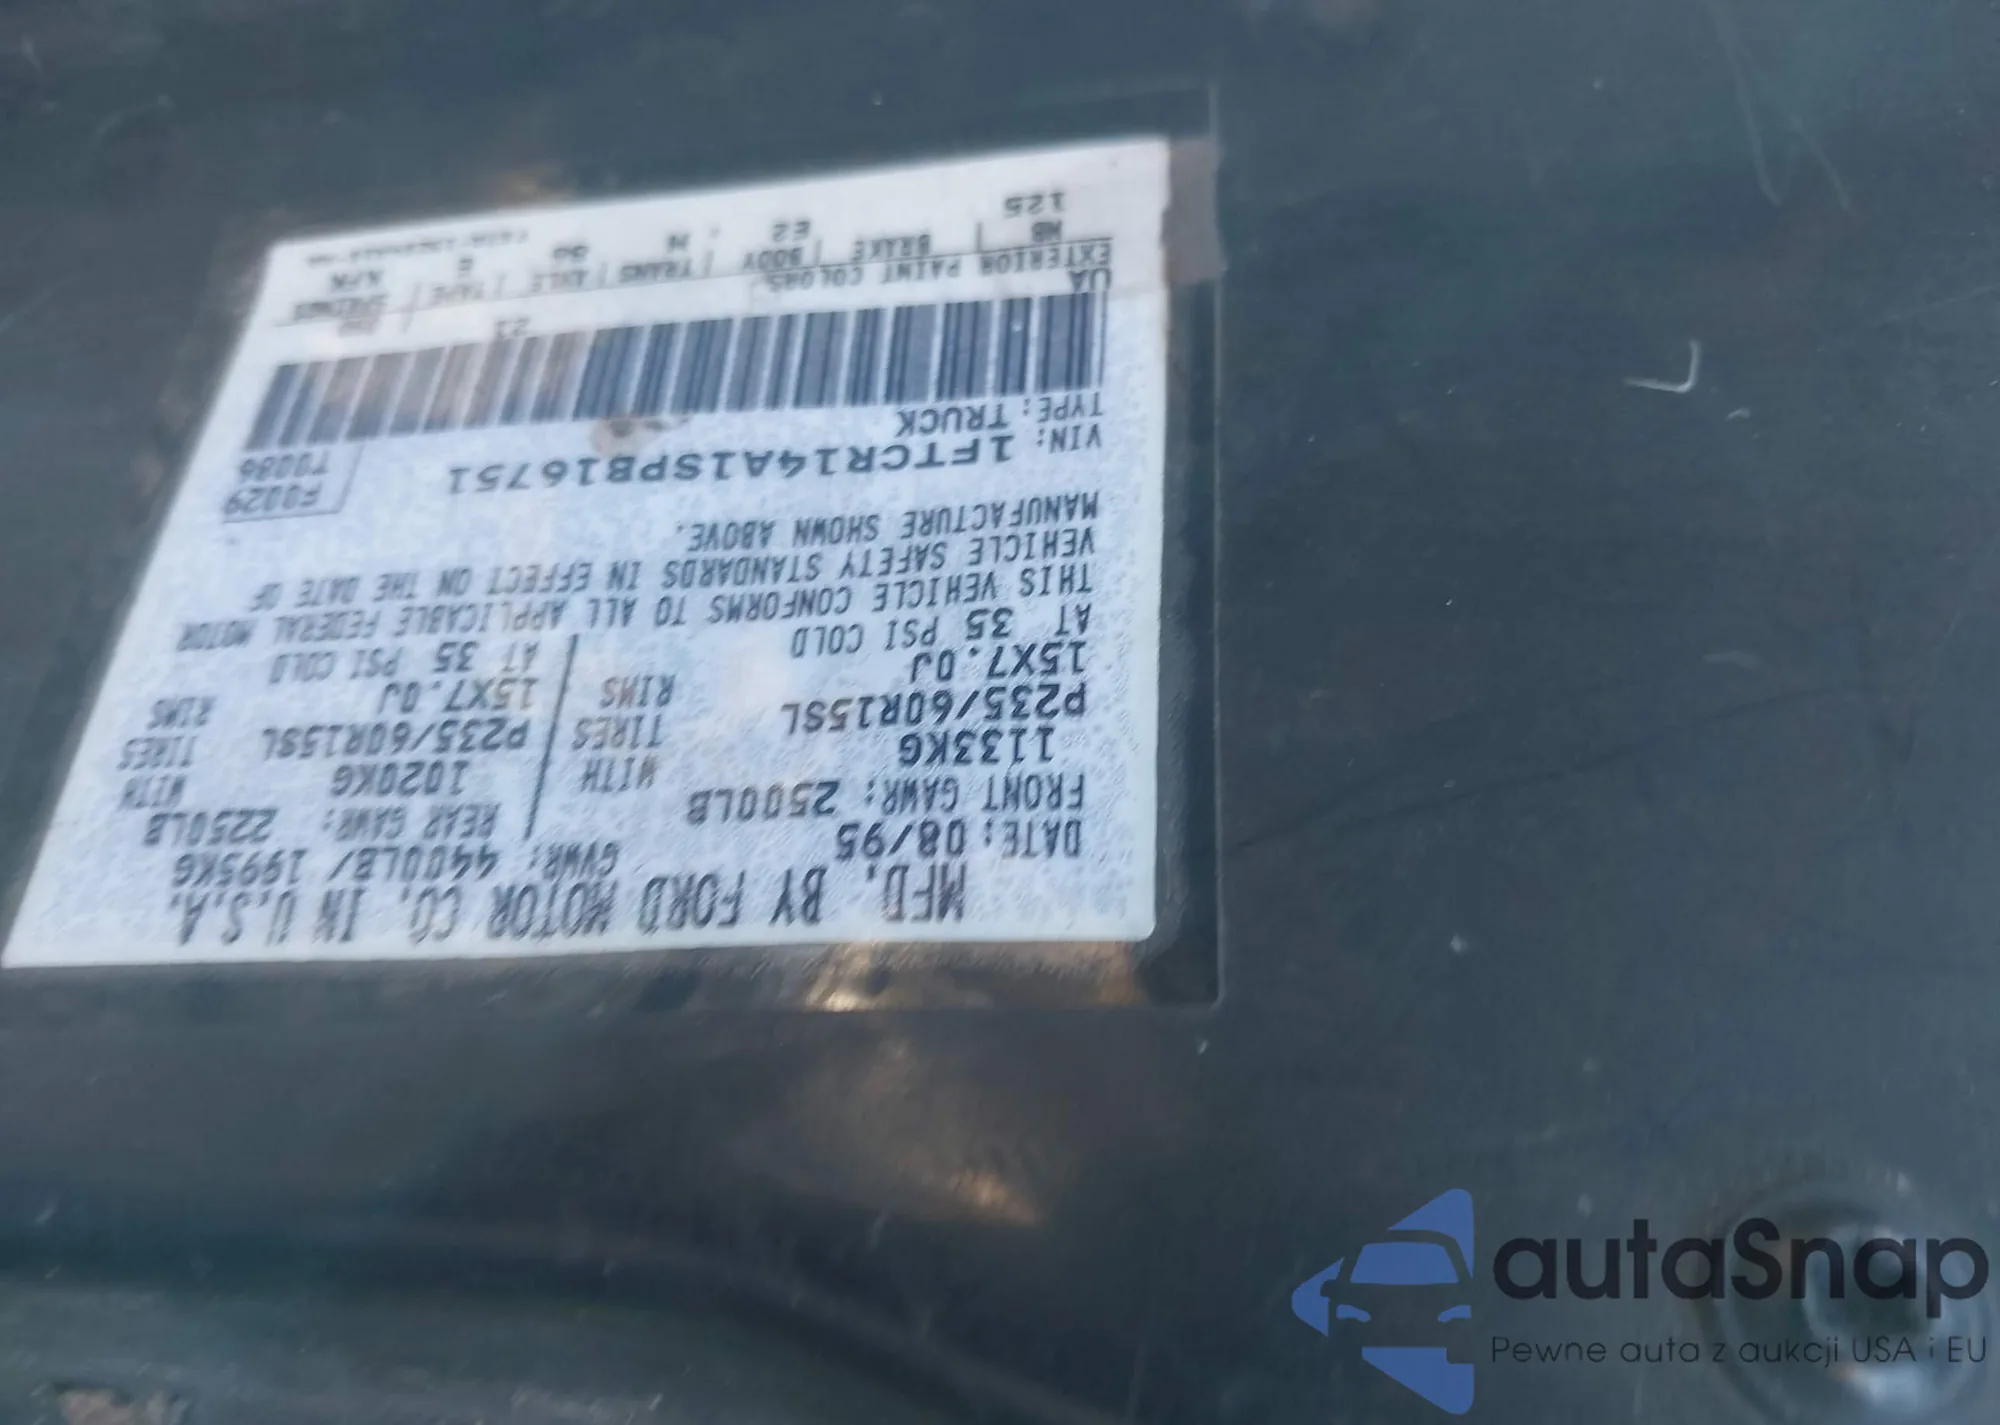 MFD. BY FORD MOTOR CO. IN U.S.A.
DATE: 08/95 GVWR: 4400LB/ 1995KG
FRONT GAWR: 2500LB REAR GAWR: 2250LB
1133KG WITH 1020KG WITH
P235/60R15SL TIRES P235/60R15SL TIRES
15X7.0J RIMS 15X7.0J RIMS
AT 35 PSI COLD AT 35 PSI COLD
THIS VEHICLE CONFORMS TO ALL APPLICABLE FEDERAL MOTOR
VEHICLE SAFETY STANDARDS IN EFFECT ON THE DATE OF
MANUFACTURE SHOWN ABOVE.
VIN: 1FTCR14A1SPB16751 F0029
TYPE: TRUCK T0086
UA
EXTERIOR PAINT COLORS
WB BRAKE BODY TRANS AXLE TAPE SPRINGS
125 E2 M
autaSnap
Pewne auta z aukcji USA i EU